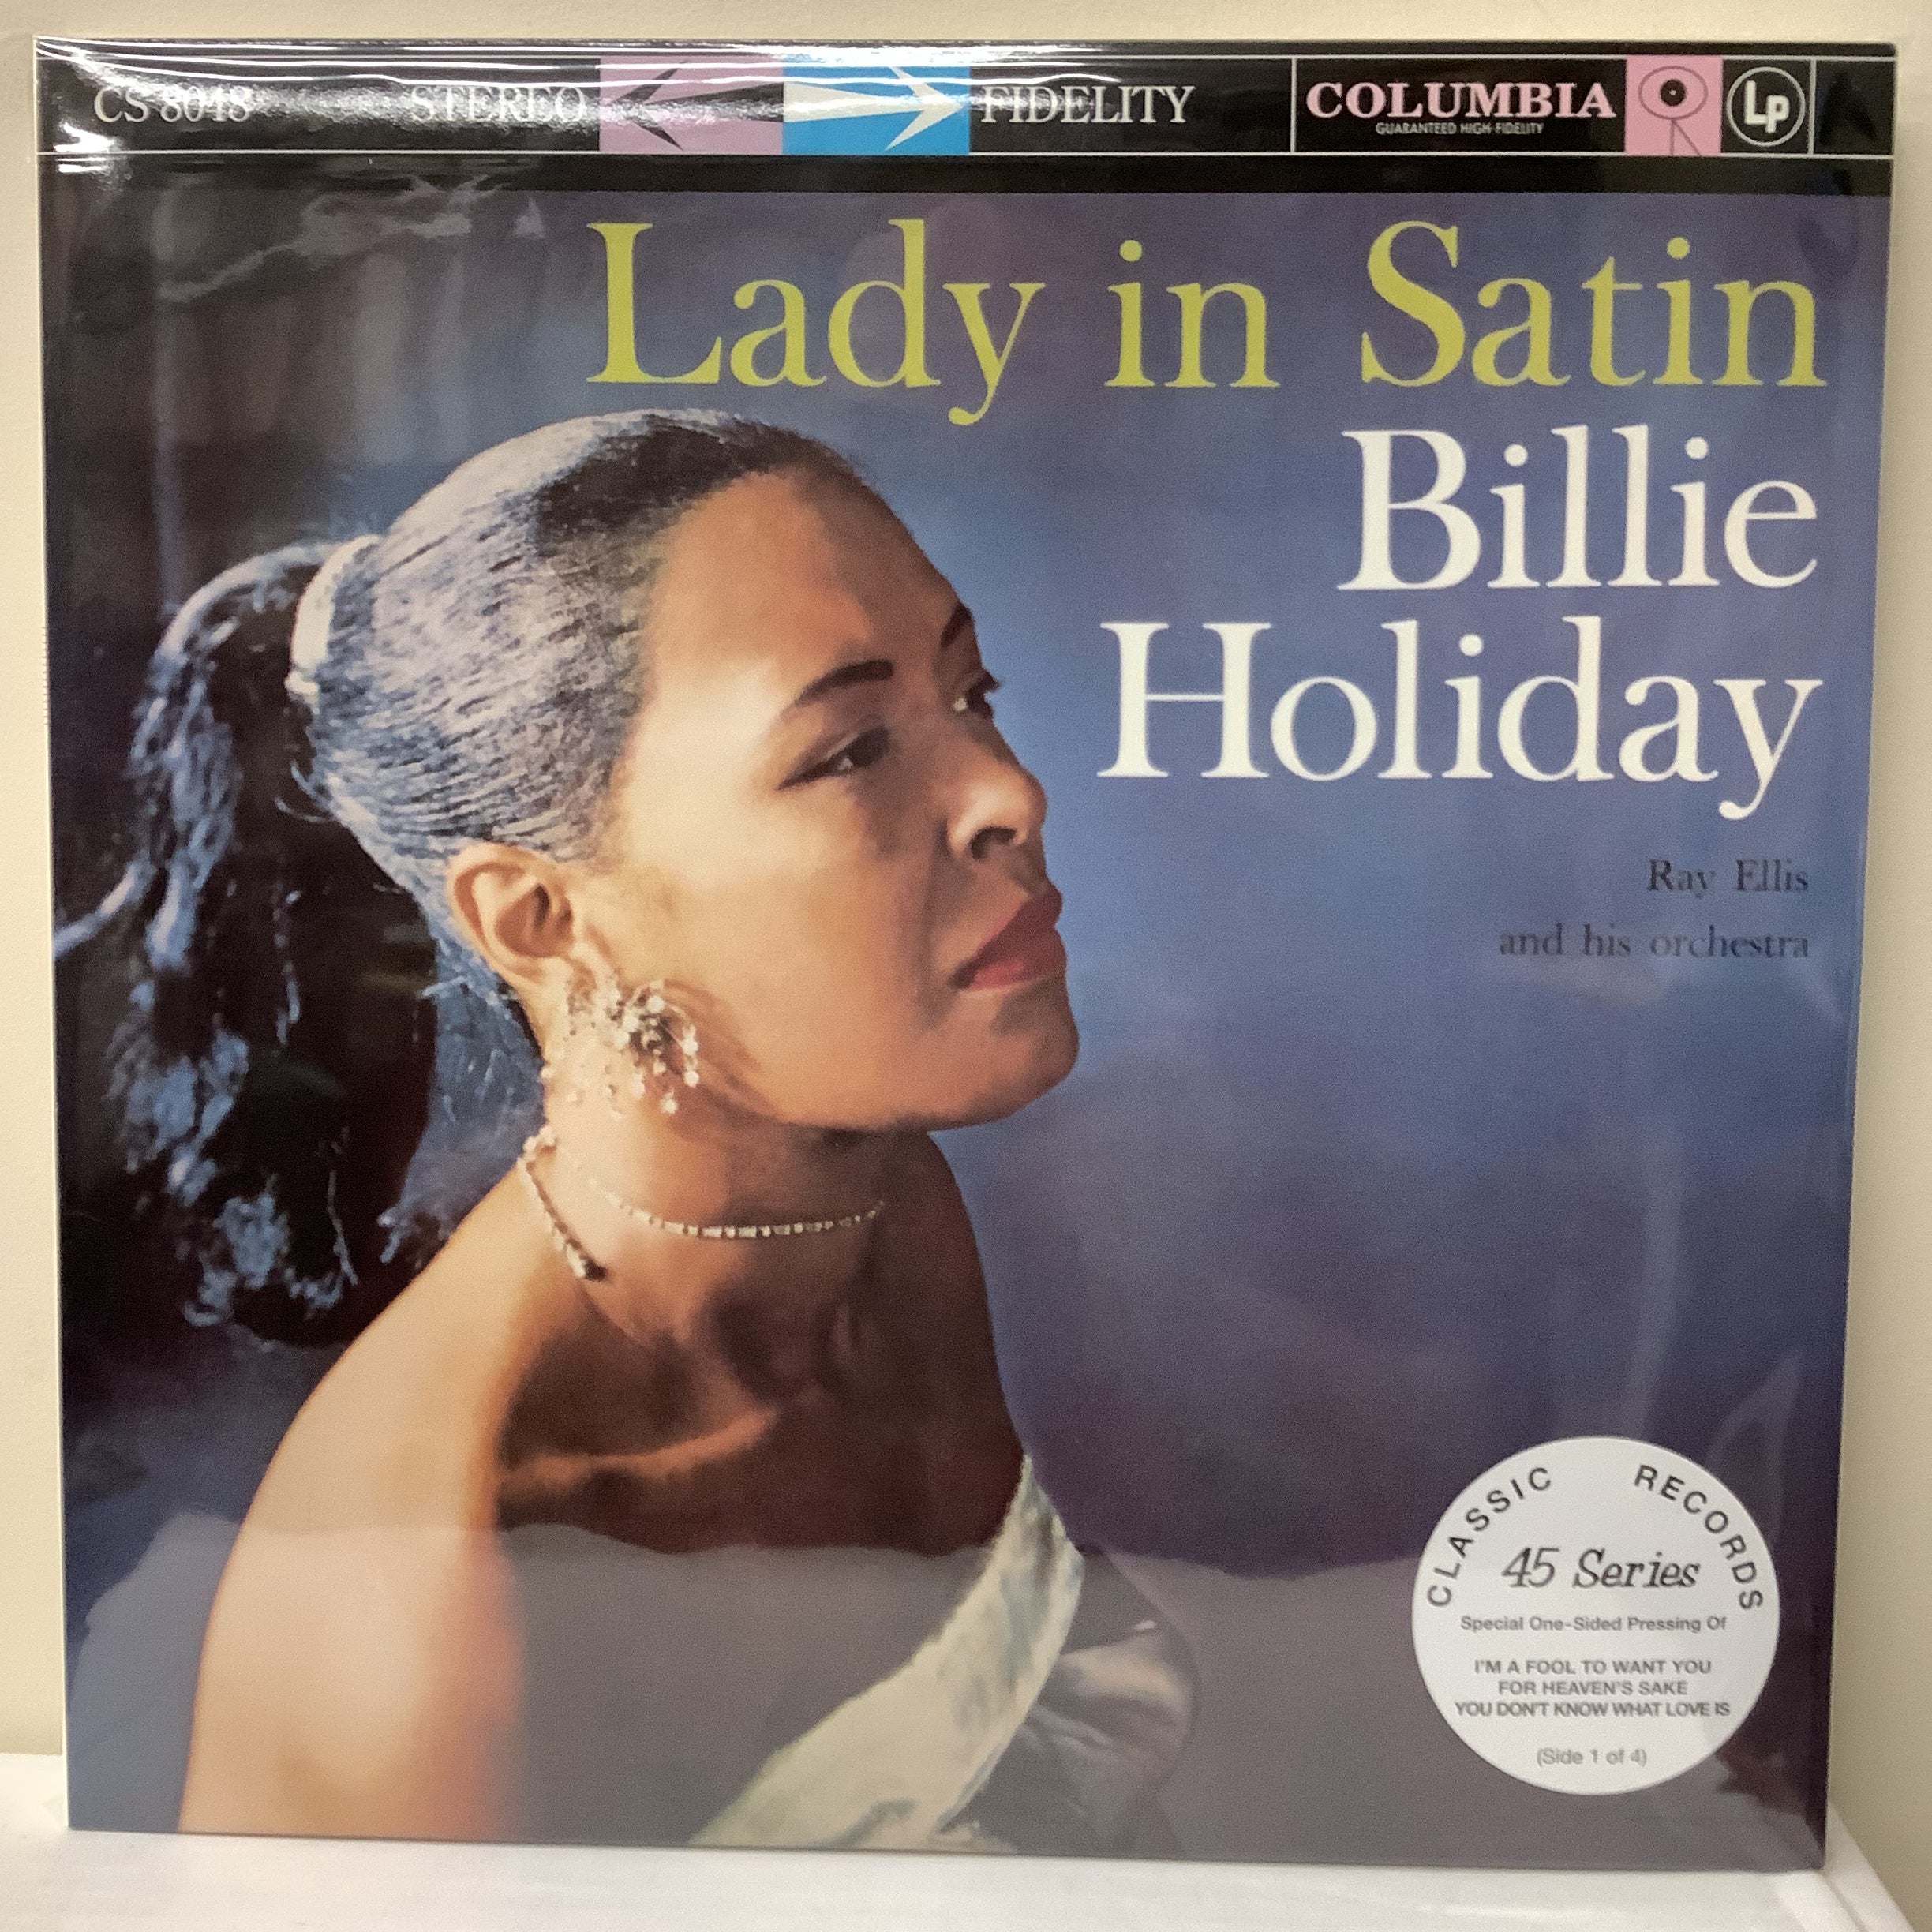 CS 8048 STEREO FIDELITY COLUMBIA Lp
GUARANTEED HIGH-FIDELITY
Lady in Satin
Billie
Holiday
Ray Ellis
and his orchestra
CLASSIC RECORDS
45 Series
Special One-Sided Pressing Of
I'M A FOOL TO WANT YOU
FOR HEAVEN'S SAKE
YOU DON'T KNOW WHAT LOVE IS
(Side 1 of 4)